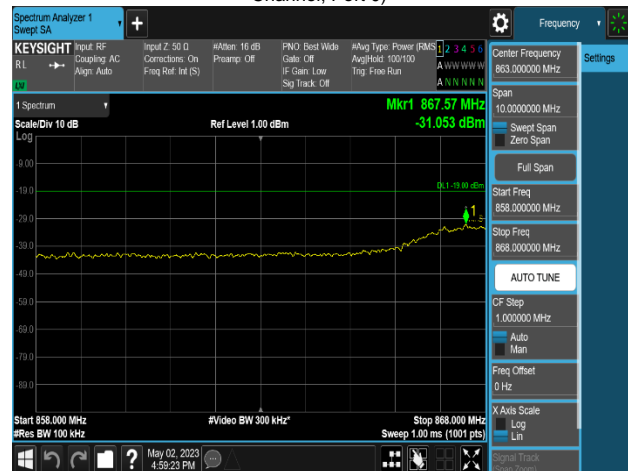 Channel, Port 0)
Spectrum Analyzer 1
Swept SA
Frequency
Settings
KEYSIGHT
RL
Input: RF
Coupling: AC
Align: Auto
Input Z: 50 Ω
Corrections: On
Freq Ref: Int (S)
#Atten: 16 dB
Preamp: Off
PNO: Best Wide
Gate: Off
IF Gain: Low
Sig Track: Off
#Avg Type: Power (RMS
Avg|Hold: 100/100
Trig: Free Run
1 2 3 4 5 6
A W W W W W
A N N N N N
1 Spectrum
Scale/Div 10 dB
Log
Ref Level 1.00 dBm
Mkr1 867.57 MHz
-31.053 dBm
-9.00
-19.0
-29.0
-39.0
-49.0
-59.0
-69.0
-79.0
-89.0
DL1 -19.00 dBm
1
Start 858.000 MHz
#Res BW 100 kHz
#Video BW 300 kHz*
Stop 868.000 MHz
Sweep 1.00 ms (1001 pts)
Center Frequency
863.000000 MHz
Span
10.0000000 MHz
Swept Span
Zero Span
Full Span
Start Freq
858.000000 MHz
Stop Freq
868.000000 MHz
AUTO TUNE
CF Step
1.000000 MHz
Auto
Man
Freq Offset
0 Hz
X Axis Scale
Log
Lin
Signal Track
(Span Zoom)
May 02, 2023
4:59:23 PM